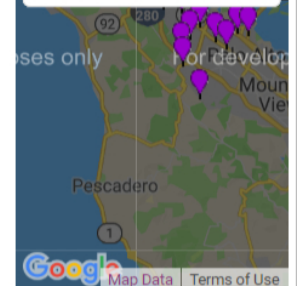 92
280
oses only
For develop
Moun
View
Pescadero
1
Google
Map Data
Terms of Use